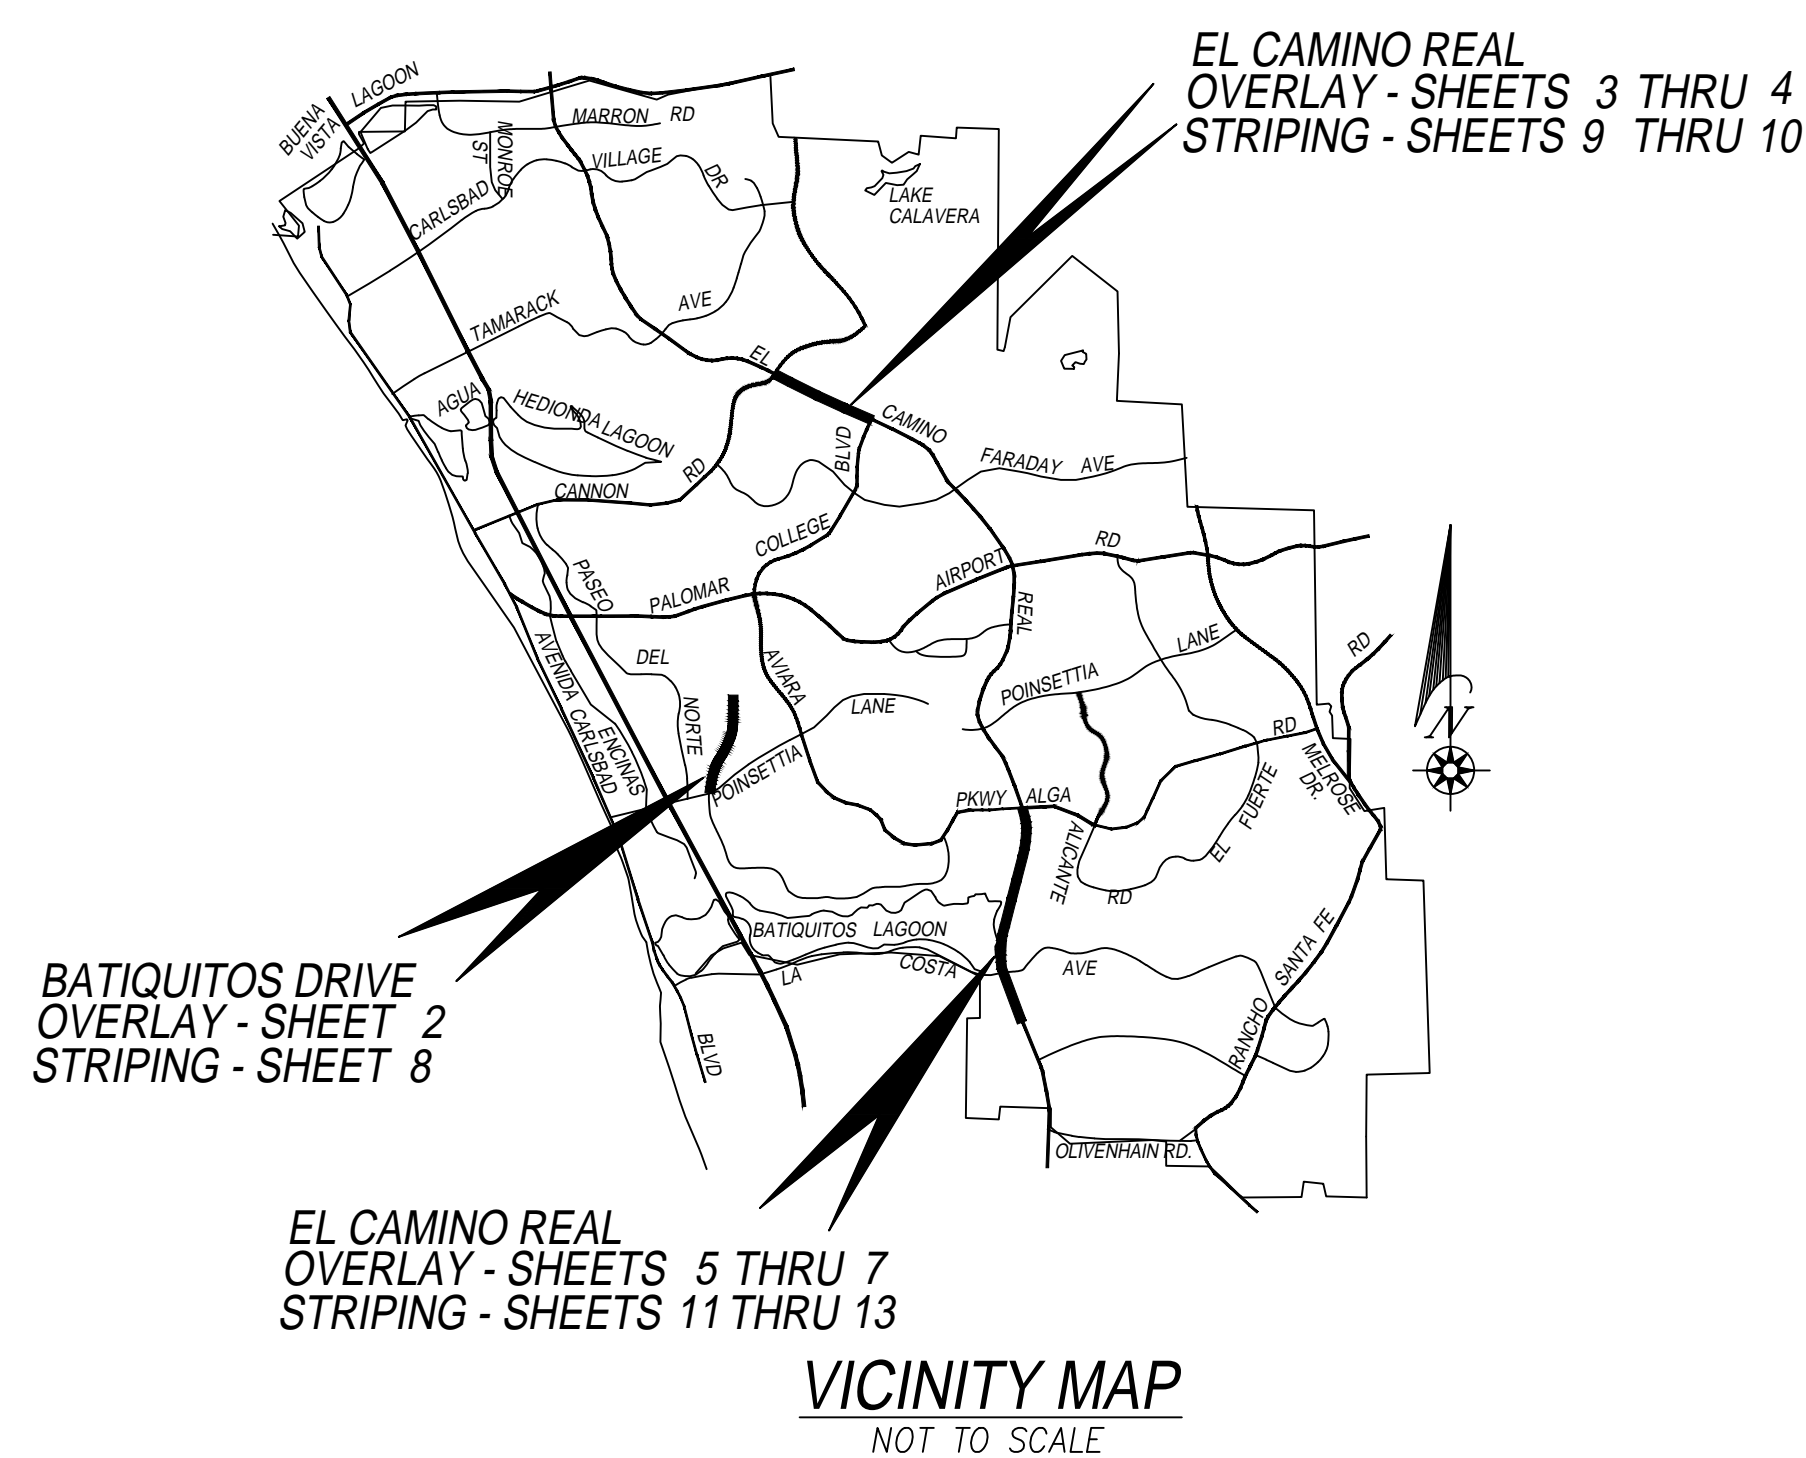 EL CAMINO REAL
OVERLAY - SHEETS 3 THRU 4
STRIPING - SHEETS 9 THRU 10
LAGOON
BUENA
VISTA
MARRON RD
MONROE
ST
VILLAGE
DR
CARLSBAD
LAKE
CALAVERA
TAMARACK
AVE
EL
CAMINO
REAL
AGUA
HEDIONDA
LAGOON
BLVD
RD
CANNON
FARADAY AVE
COLLEGE
AIRPORT
RD
PALOMAR
PASEO
DEL
NORTE
AVIARA
LANE
POINSETTIA
LANE
POINSETTIA
RD
RD
MELROSE
DR.
N
AVENIDA
ENCINAS
CARLSBAD
PKWY
ALGA
ALICANTE
RD
EL
FUERTE
BATIQUITOS LAGOON
LA
COSTA
AVE
SANTA FE
RANCHO
BLVD
OLIVENHAIN RD.
BATIQUITOS DRIVE
OVERLAY - SHEET 2
STRIPING - SHEET 8
EL CAMINO REAL
OVERLAY - SHEETS 5 THRU 7
STRIPING - SHEETS 11 THRU 13
VICINITY MAP
NOT TO SCALE